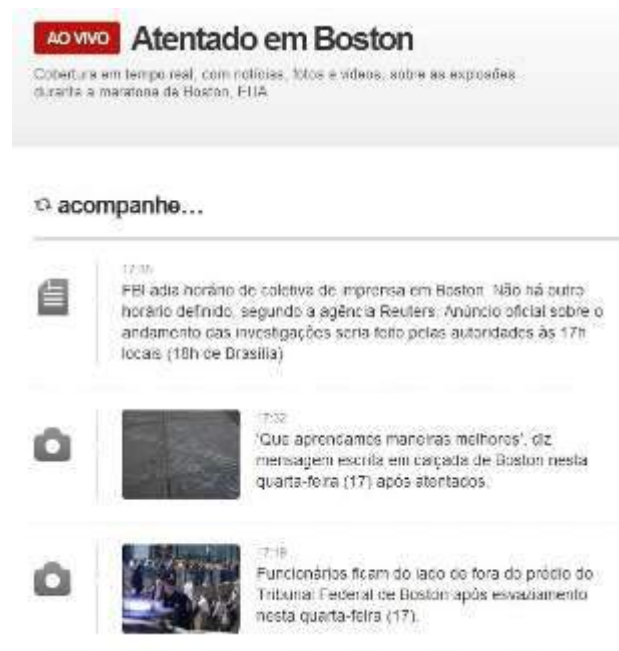 AO VIVO Atentado em Boston
Cobertura em tempo real, com notícias, fotos e vídeos, sobre as explosões
durante a maratona de Boston, EUA
acompanhe...
FBI adia horário de coletiva de imprensa em Boston. Não há outro
horário definido, segundo a agência Reuters. Anúncio oficial sobre o
andamento das investigações seria feito pelas autoridades às 17h
locais (18h de Brasília)
17:32
'Que aprendamos maneiras melhores', diz
mensagem escrita em calçada de Boston nesta
quarta-feira (17) após atentados.
Funcionários ficam do lado de fora do prédio do
Tribunal Federal de Boston após esvaziamento
nesta quarta-feira (17).